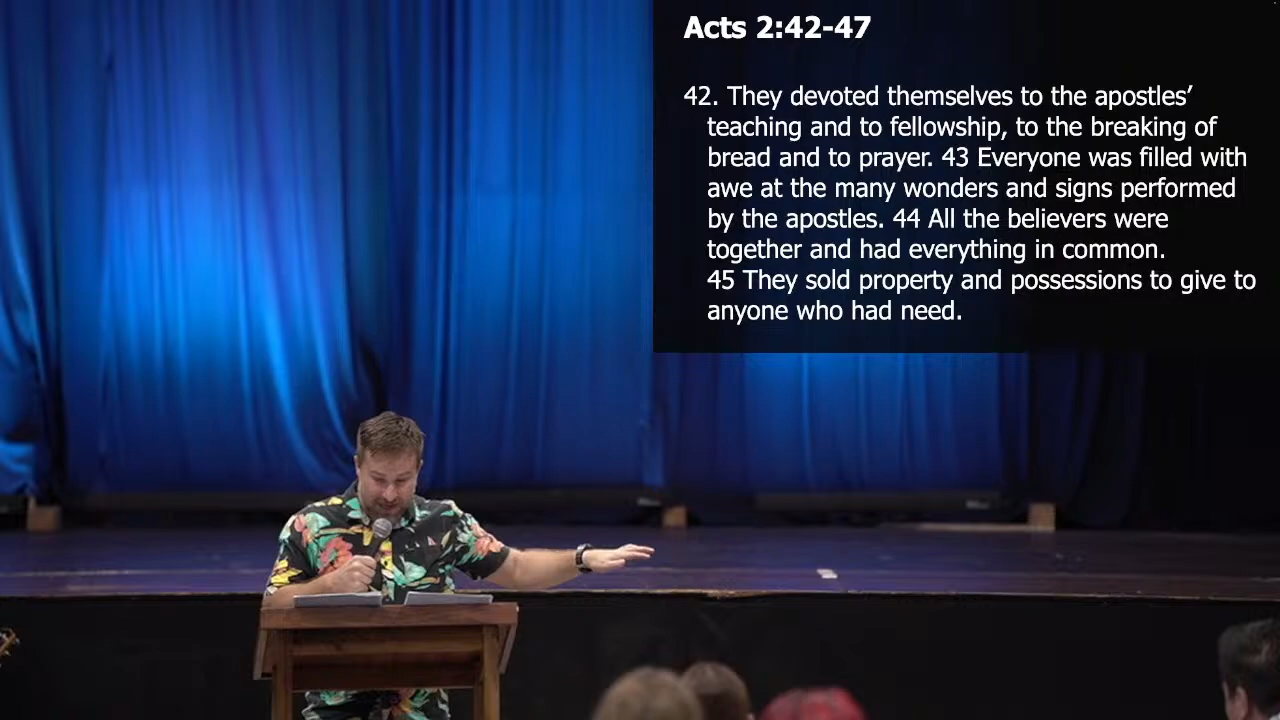 Acts 2:42-47
42. They devoted themselves to the apostles’
teaching and to fellowship, to the breaking of
bread and to prayer. 43 Everyone was filled with
awe at the many wonders and signs performed
by the apostles. 44 All the believers were
together and had everything in common.
45 They sold property and possessions to give to
anyone who had need.